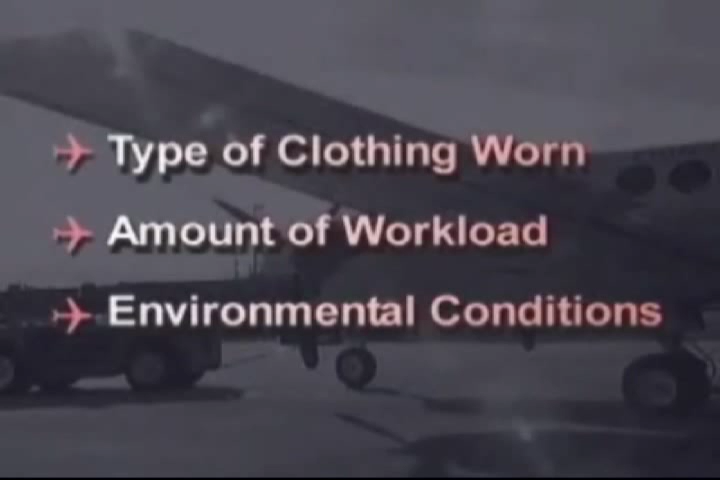 Type of Clothing Worn
Amount of Workload
Environmental Conditions